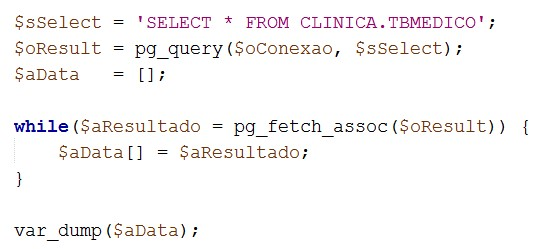 $sSelect = 'SELECT * FROM CLINICA.TBMEDICO';
$oResult = pg_query($oConexao, $sSelect);
$aData   = [];

while($aResultado = pg_fetch_assoc($oResult)) {
    $aData[] = $aResultado;
}

var_dump($aData);